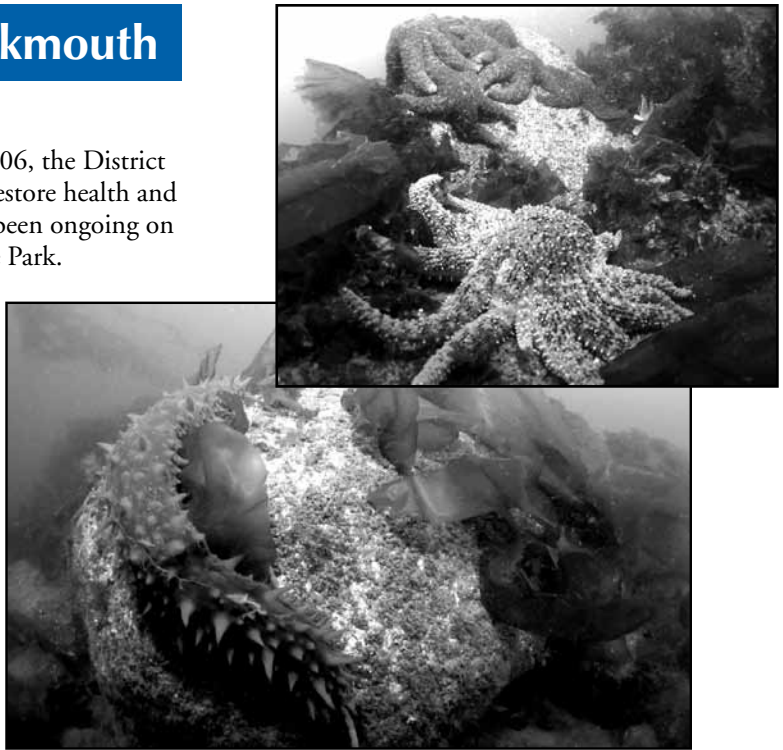 kmouth
06, the District
estore health and
been ongoing on
Park.